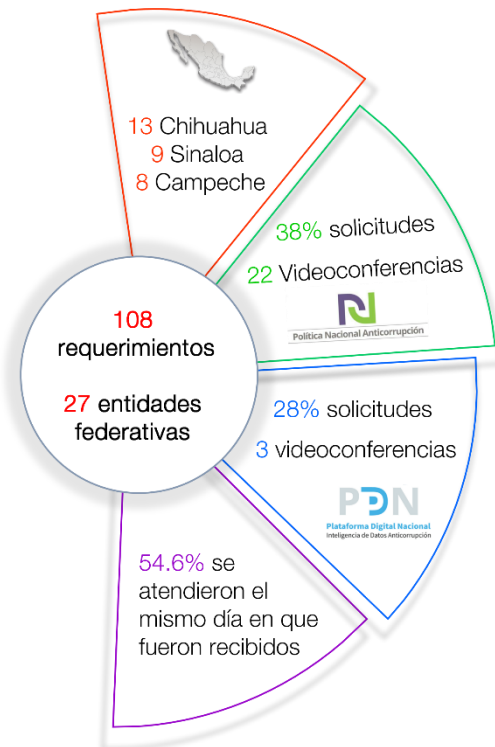 13 Chihuahua
9 Sinaloa
8 Campeche
38% solicitudes
22 Videoconferencias
Política Nacional Anticorrupción
108
requerimientos
27 entidades
federativas
28% solicitudes
3 videoconferencias
PDN
Plataforma Digital Nacional
Inteligencia de Datos Anticorrupción
54.6% se
atendieron el
mismo día en que
fueron recibidos